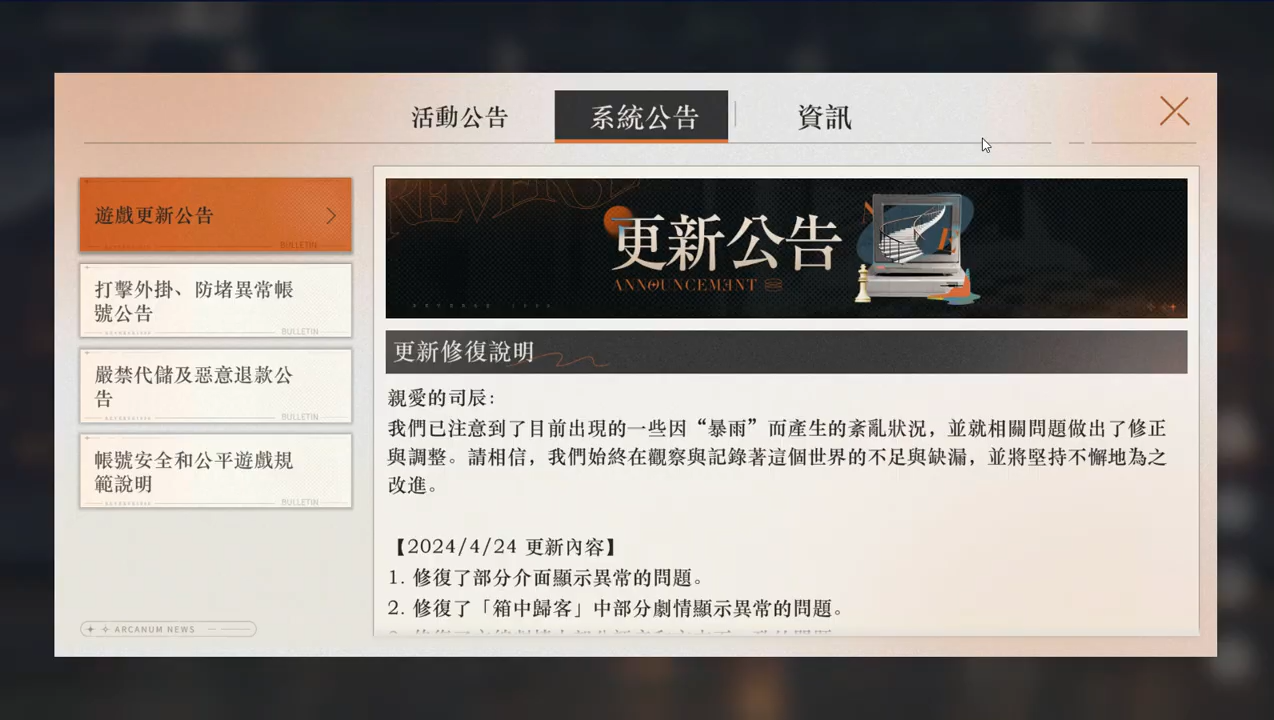 活動公告
系統公告
資訊
遊戲更新公告
BULLETIN
打擊外掛、防堵異常帳
號公告
BULLETIN
嚴禁代儲及惡意退款公
告
BULLETIN
帳號安全和公平遊戲規
範說明
BULLETIN
ARCANUM NEWS
REVERSE
更新公告
ANNOUNCEMENT
更新修復說明
親愛的司辰：
我們已注意到了目前出現的一些因“暴雨”而產生的紊亂狀況，並就相關問題做出了修正
與調整。請相信，我們始終在觀察與記錄著這個世界的不足與缺漏，並將堅持不懈地為之
改進。
【2024/4/24 更新內容】
1. 修復了部分介面顯示異常的問題。
2. 修復了「箱中歸客」中部分劇情顯示異常的問題。